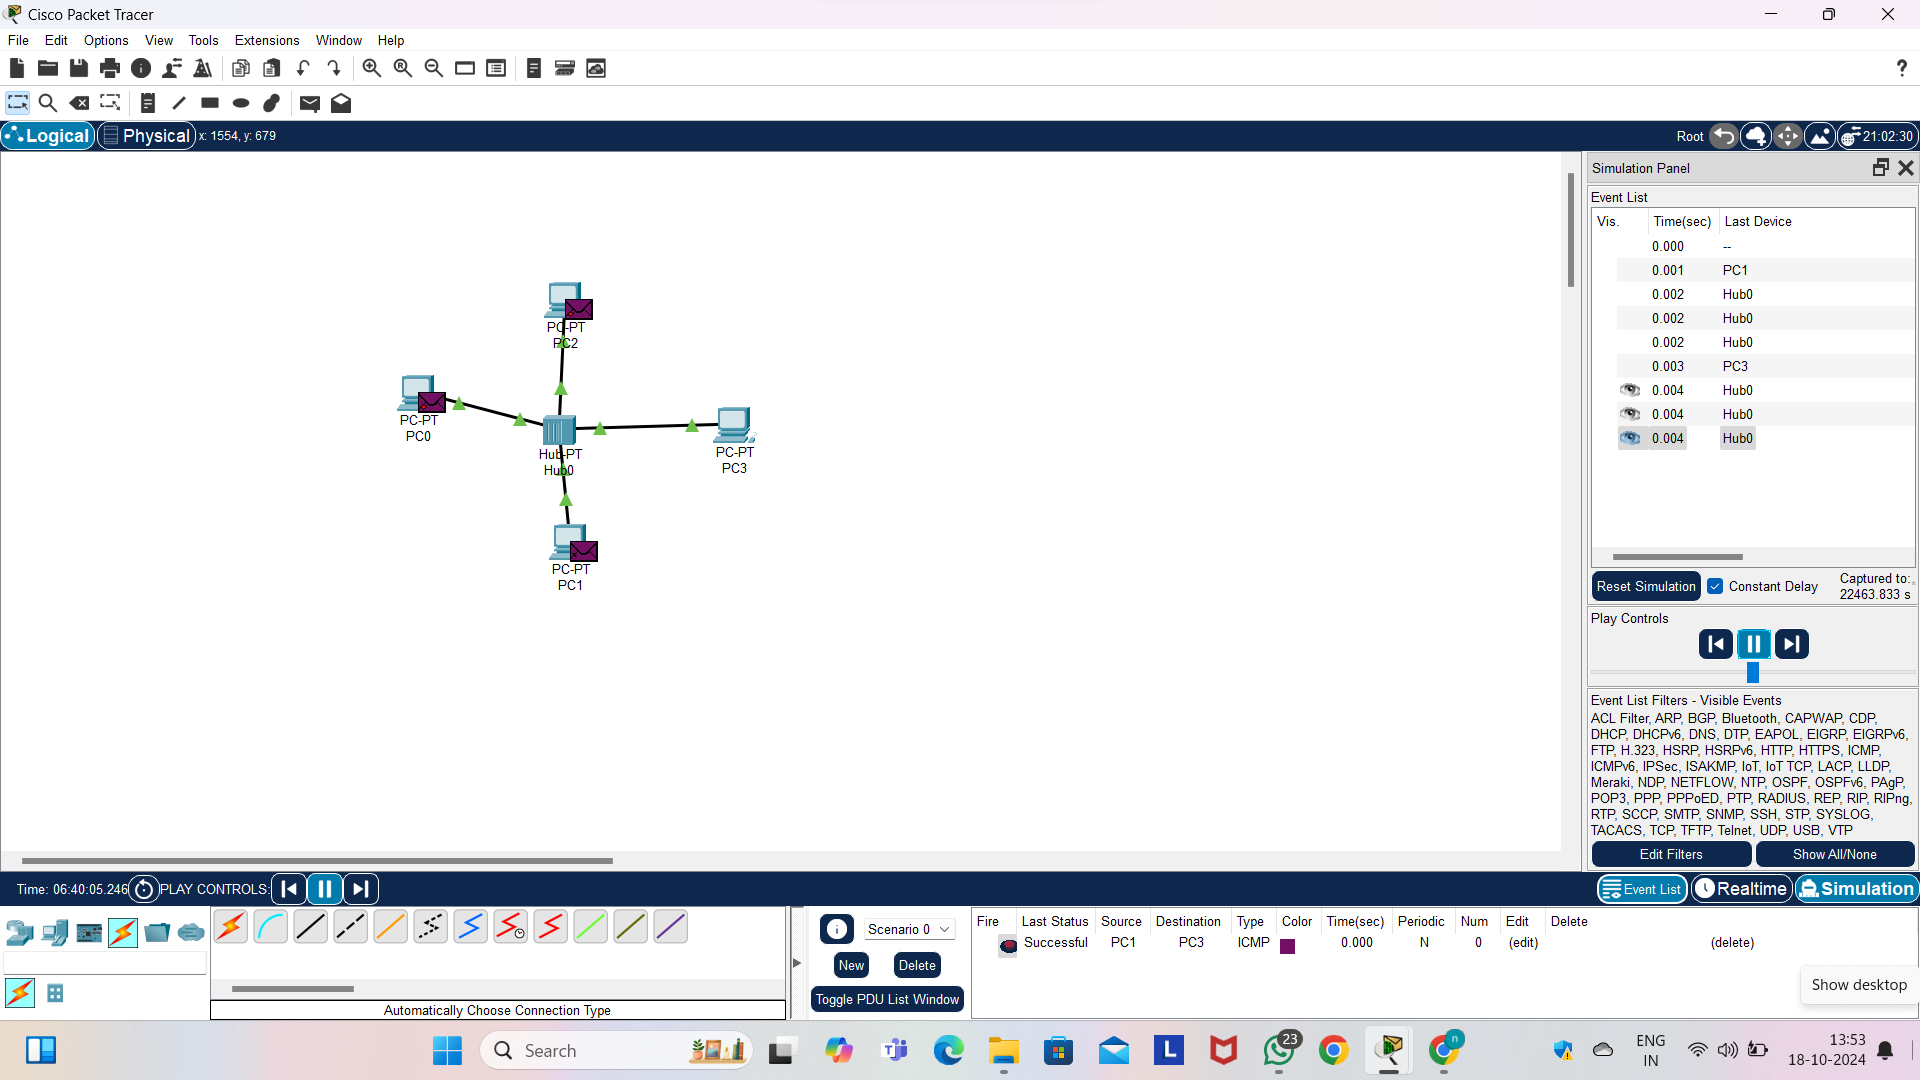 Cisco Packet Tracer
File Edit Options View Tools Extensions Window Help
?
Logical Physical x: 1554, y: 679 Root 21:02:30
Simulation Panel
Event List
Vis. Time(sec) Last Device
0.000 --
0.001 PC1
0.002 Hub0
0.002 Hub0
0.002 Hub0
0.003 PC3
0.004 Hub0
0.004 Hub0
0.004 Hub0
PC-PT
PC2
PC-PT
PC0
Hub-PT
Hub0
PC-PT
PC3
PC-PT
PC1
Reset Simulation Constant Delay Captured to:
22463.833 s
Play Controls
Event List Filters - Visible Events
ACL Filter, ARP, BGP, Bluetooth, CAPWAP, CDP,
DHCP, DHCPv6, DNS, DTP, EAPOL, EIGRP, EIGRPv6,
FTP, H.323, HSRP, HSRPv6, HTTP, HTTPS, ICMP,
ICMPv6, IPSec, ISAKMP, IoT, IoT TCP, LACP, LLDP,
Meraki, NDP, NETFLOW, NTP, OSPF, OSPFv6, PAgP,
POP3, PPP, PPPoED, PTP, RADIUS, REP, RIP, RIPng,
RTP, SCCP, SMTP, SNMP, SSH, STP, SYSLOG,
TACACS, TCP, TFTP, Telnet, UDP, USB, VTP
Edit Filters Show All/None
Time: 06:40:05.246 PLAY CONTROLS: Event List Realtime Simulation
Scenario 0
New Delete
Toggle PDU List Window
Fire Last Status Source Destination Type Color Time(sec) Periodic Num Edit Delete
Successful PC1 PC3 ICMP 0.000 N 0 (edit) (delete)
Show desktop
Automatically Choose Connection Type
Search
L
23
n
ENG
IN
13:53
18-10-2024